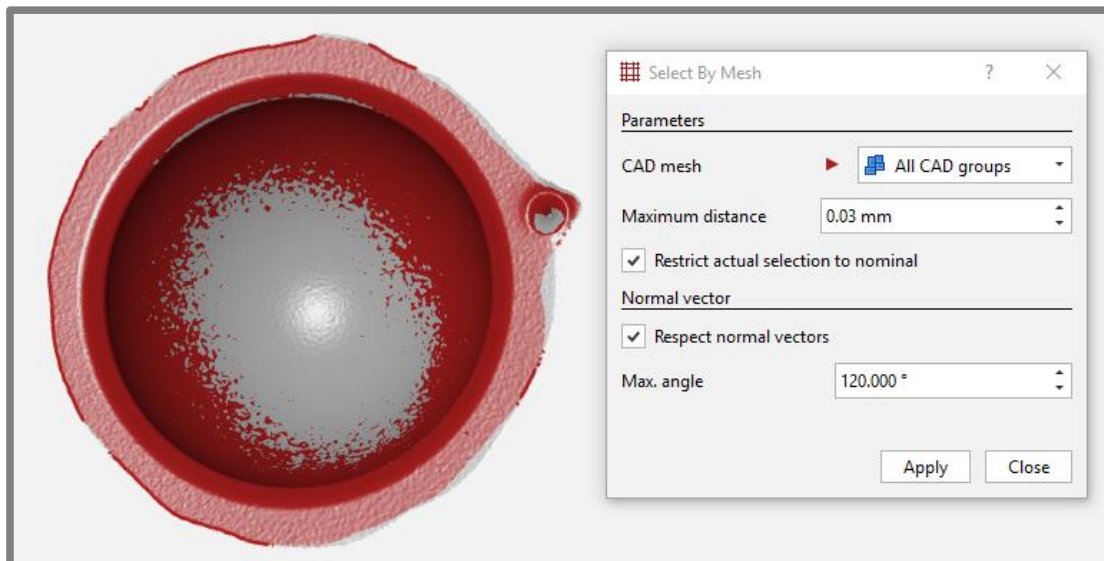 Select By Mesh ?
Parameters
CAD mesh All CAD groups
Maximum distance 0.03 mm
Restrict actual selection to nominal
Normal vector
Respect normal vectors
Max. angle 120.000 °
Apply Close